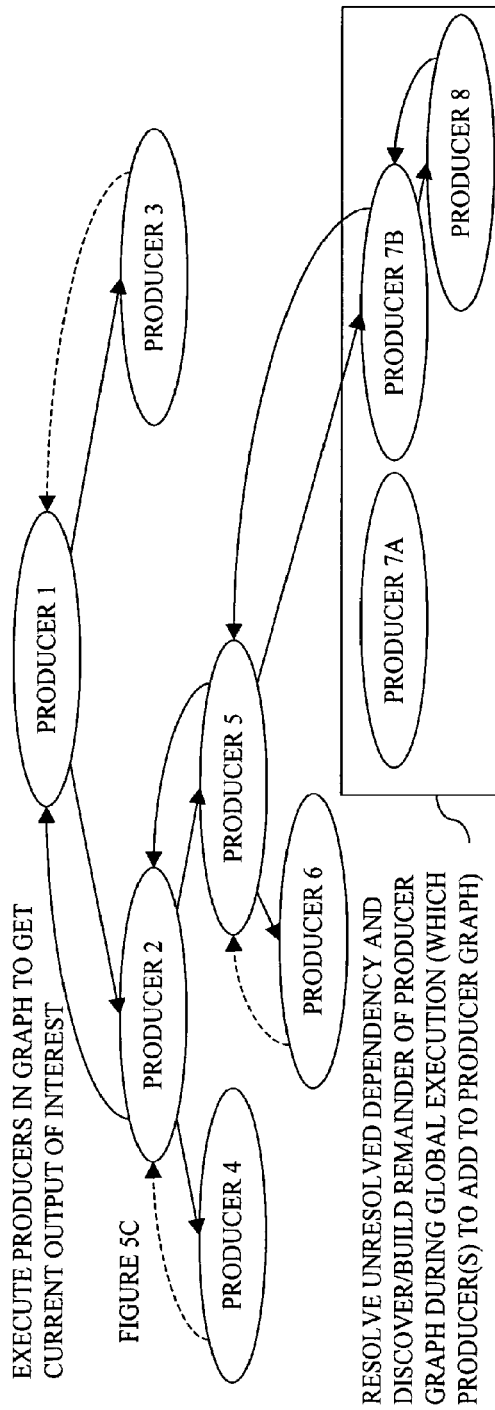 EXECUTE PRODUCERS IN GRAPH TO GET
CURRENT OUTPUT OF INTEREST
PRODUCER 1
PRODUCER 2
PRODUCER 3
FIGURE 5C
PRODUCER 4
PRODUCER 5
PRODUCER 6
PRODUCER 7A
PRODUCER 7B
PRODUCER 8
RESOLVE UNRESOLVED DEPENDENCY AND
DISCOVER/BUILD REMAINDER OF PRODUCER
GRAPH DURING GLOBAL EXECUTION (WHICH
PRODUCER(S) TO ADD TO PRODUCER GRAPH)